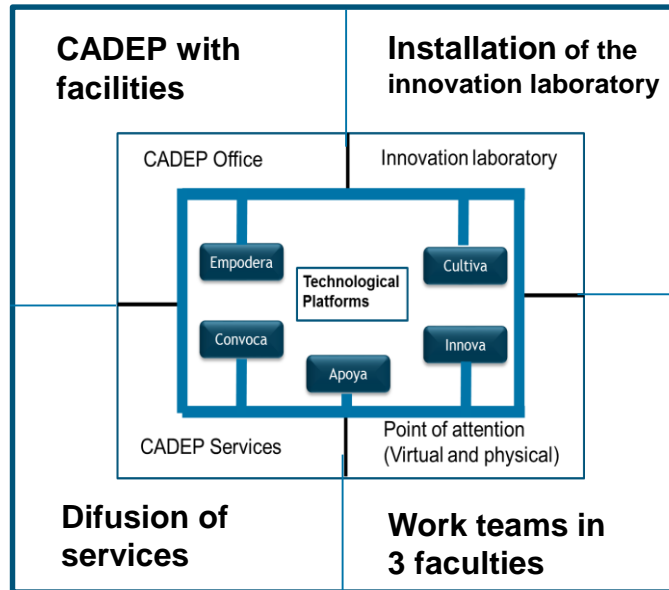 CADEP with
facilities
Installation of the
innovation laboratory
CADEP Office
Innovation laboratory
Empodera
Cultiva
Technological
Platforms
Convoca
Innova
Apoya
CADEP Services
Point of attention
(Virtual and physical)
Difusion of
services
Work teams in
3 faculties